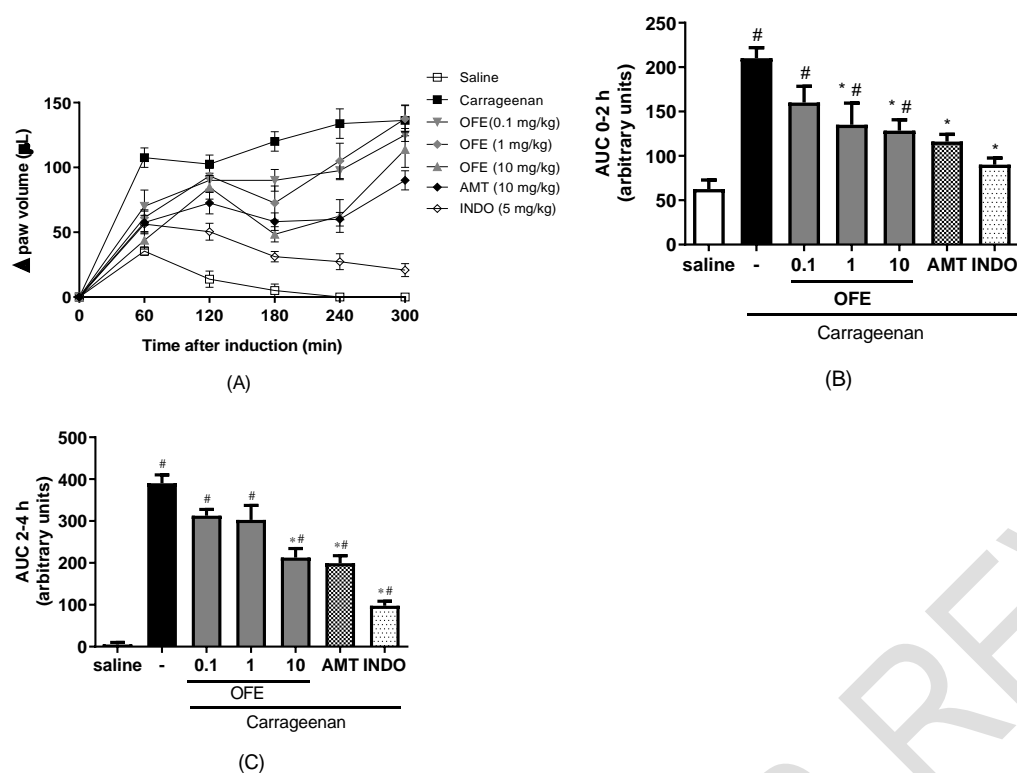 Saline
Carrageenan
OFE(0.1 mg/kg)
OFE (1 mg/kg)
OFE (10 mg/kg)
AMT (10 mg/kg)
INDO (5 mg/kg)
150
100
50
0
paw volume (μL)
0 60 120 180 240 300
Time after induction (min)
(A)
250
200
150
100
50
0
AUC 0-2 h
(arbitrary units)
# # * # * # * *
saline - 0.1 1 10 AMT INDO
OFE
Carrageenan
(B)
500
400
300
200
100
0
AUC 2-4 h
(arbitrary units)
# # # *# *# *#
saline - 0.1 1 10 AMT INDO
OFE
Carrageenan
(C)